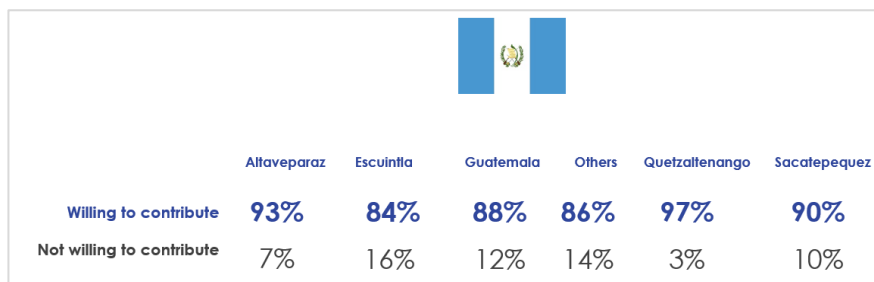 Altaveparaz Escuintla Guatemala Others Quetzaltenango Sacatepequez
Willing to contribute 93% 84% 88% 86% 97% 90%
Not willing to contribute 7% 16% 12% 14% 3% 10%